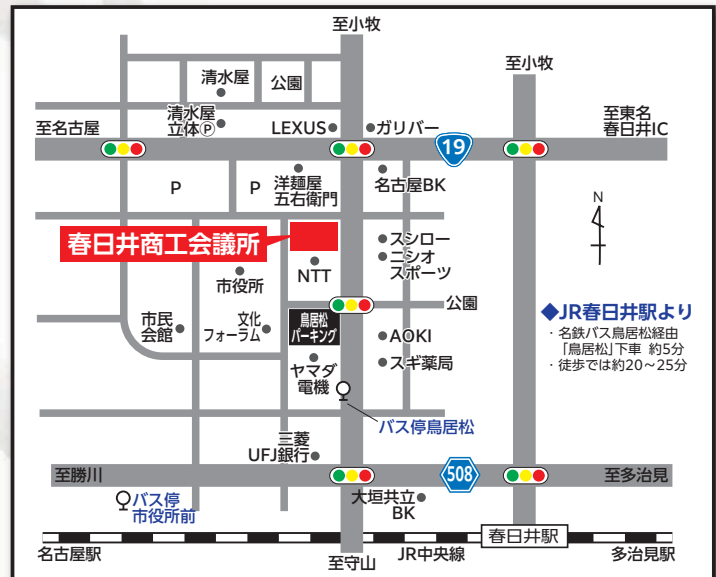 至小牧
至小牧
清水屋
公園
清水屋
立体Ⓟ
LEXUS
ガリバー
至東名
春日井IC
至名古屋
19
P
P
洋麺屋
五右衛門
名古屋BK
N
春日井商工会議所
スシロー
ニシオ
スポーツ
NTT
市役所
公園
市民
会館
文化
フォーラム
鳥居松
パーキング
AOKI
スギ薬局
ヤマダ
電機
◆JR春日井駅より
・名鉄バス鳥居松経由
「鳥居松」下車 約5分
・徒歩では約20〜25分
バス停鳥居松
三菱
UFJ銀行
至勝川
508
至多治見
バス停
市役所前
大垣共立
BK
春日井駅
名古屋駅
至守山
JR中央線
多治見駅